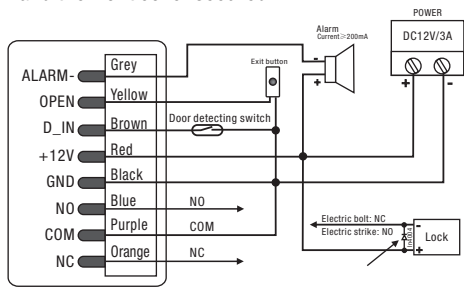 POWER
DC12V/3A
+ -
Alarm
Current≥200mA
-
+
Exit button
ALARM- Grey
OPEN Yellow
D_IN Brown Door detecting switch
+12V Red
GND Black
NO Blue NO
COM Purple COM
NC Orange NC
Electric bolt: NC
Electric strike: NO
-
+
Lock
IN4004